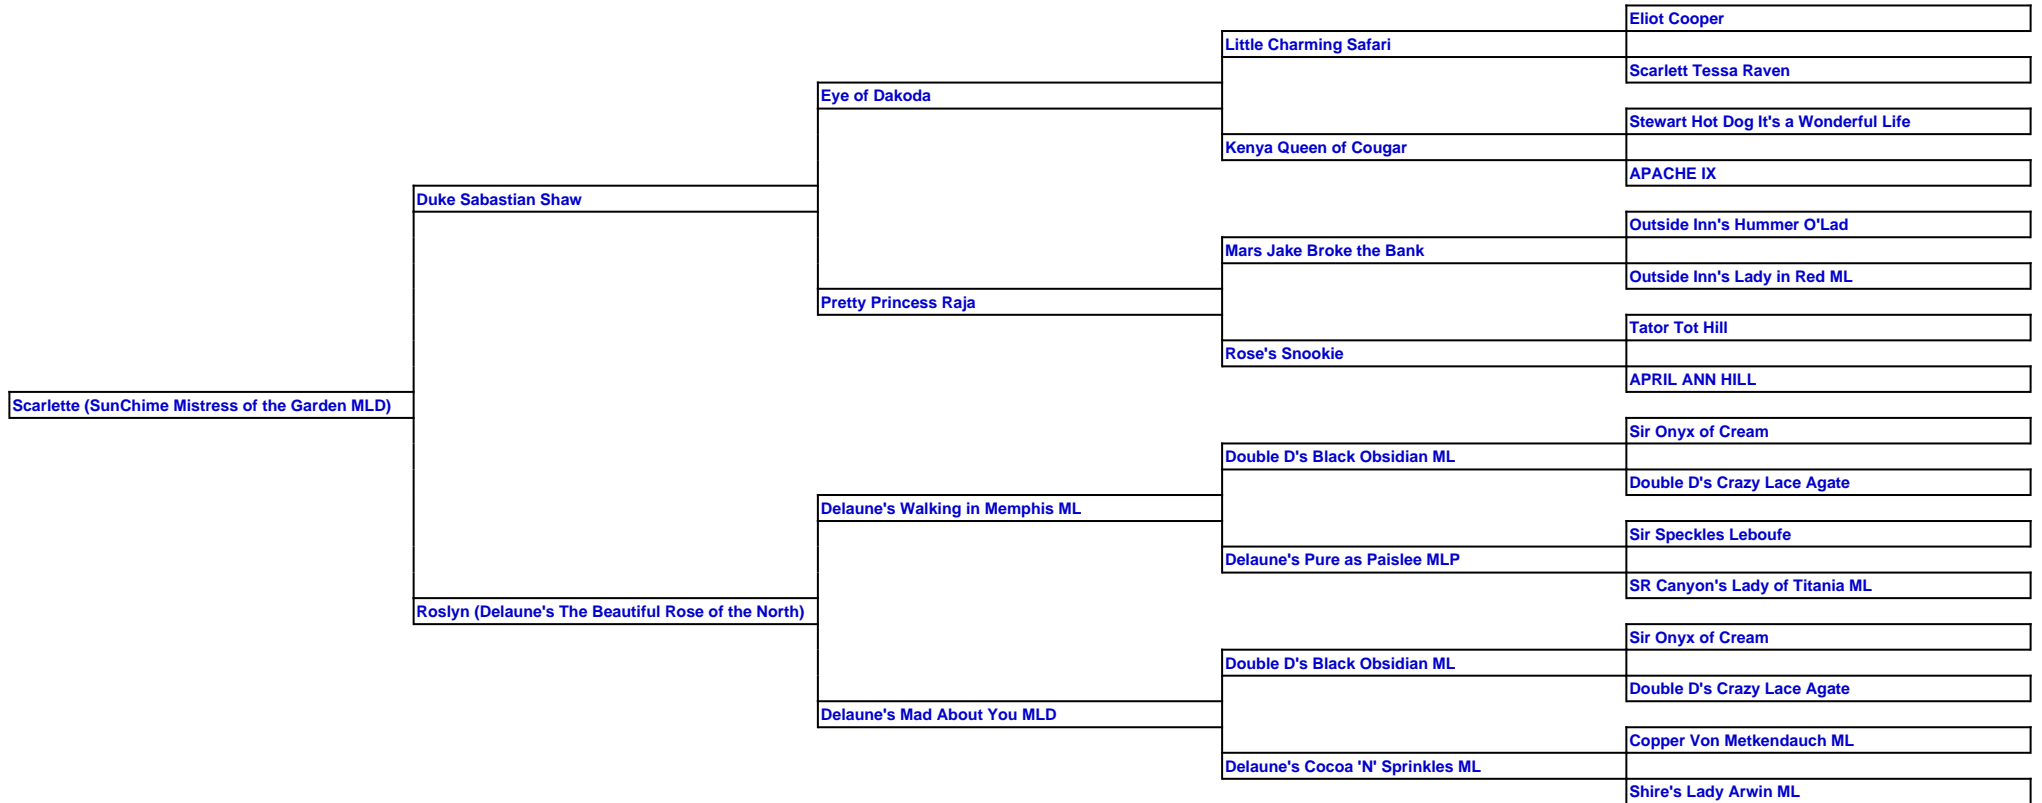 Eliot Cooper
Little Charming Safari
Scarlett Tessa Raven
Eye of Dakoda
Stewart Hot Dog It's a Wonderful Life
Kenya Queen of Cougar
APACHE IX
Duke Sabastian Shaw
Outside Inn's Hummer O'Lad
Mars Jake Broke the Bank
Outside Inn's Lady in Red ML
Pretty Princess Raja
Tator Tot Hill
Rose's Snookie
APRIL ANN HILL
Scarlette (SunChime Mistress of the Garden MLD)
Sir Onyx of Cream
Double D's Black Obsidian ML
Double D's Crazy Lace Agate
Delaune's Walking in Memphis ML
Sir Speckles Leboufe
Delaune's Pure as Paislee MLP
SR Canyon's Lady of Titania ML
Roslyn (Delaune's The Beautiful Rose of the North)
Sir Onyx of Cream
Double D's Black Obsidian ML
Double D's Crazy Lace Agate
Delaune's Mad About You MLD
Copper Von Metkendauch ML
Delaune's Cocoa 'N' Sprinkles ML
Shire's Lady Arwin ML